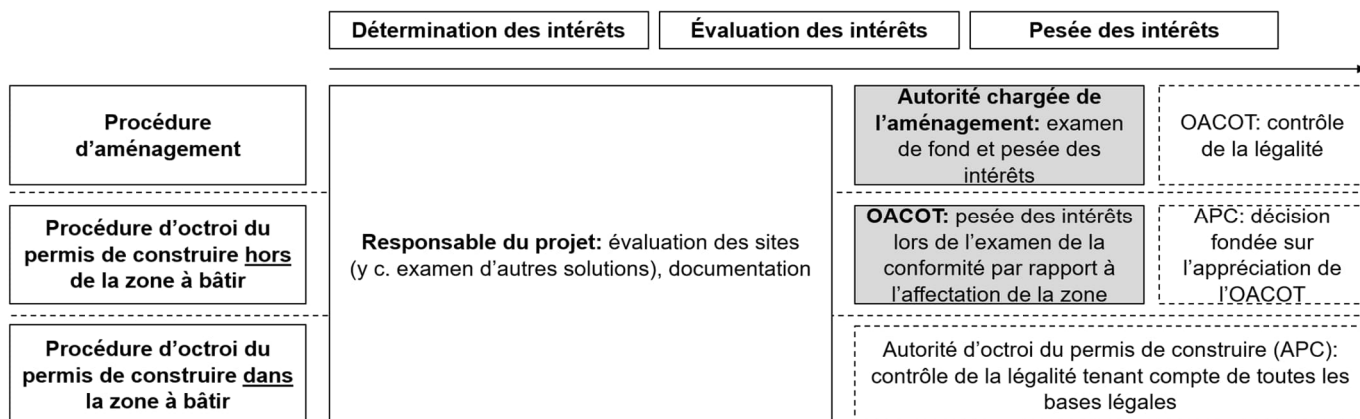 Détermination des intérêts
Évaluation des intérêts
Pesée des intérêts
Procédure
d’aménagement
Autorité chargée de
l’aménagement: examen
de fond et pesée des
intérêts
OACOT: contrôle
de la légalité
Procédure d’octroi du
permis de construire hors
de la zone à bâtir
Responsable du projet: évaluation des sites
(y c. examen d’autres solutions), documentation
OACOT: pesée des intérêts
lors de l’examen de la
conformité par rapport à
l’affectation de la zone
APC: décision
fondée sur
l’appréciation de
l’OACOT
Procédure d’octroi du
permis de construire dans
la zone à bâtir
Autorité d’octroi du permis de construire (APC):
contrôle de la légalité tenant compte de toutes les
bases légales